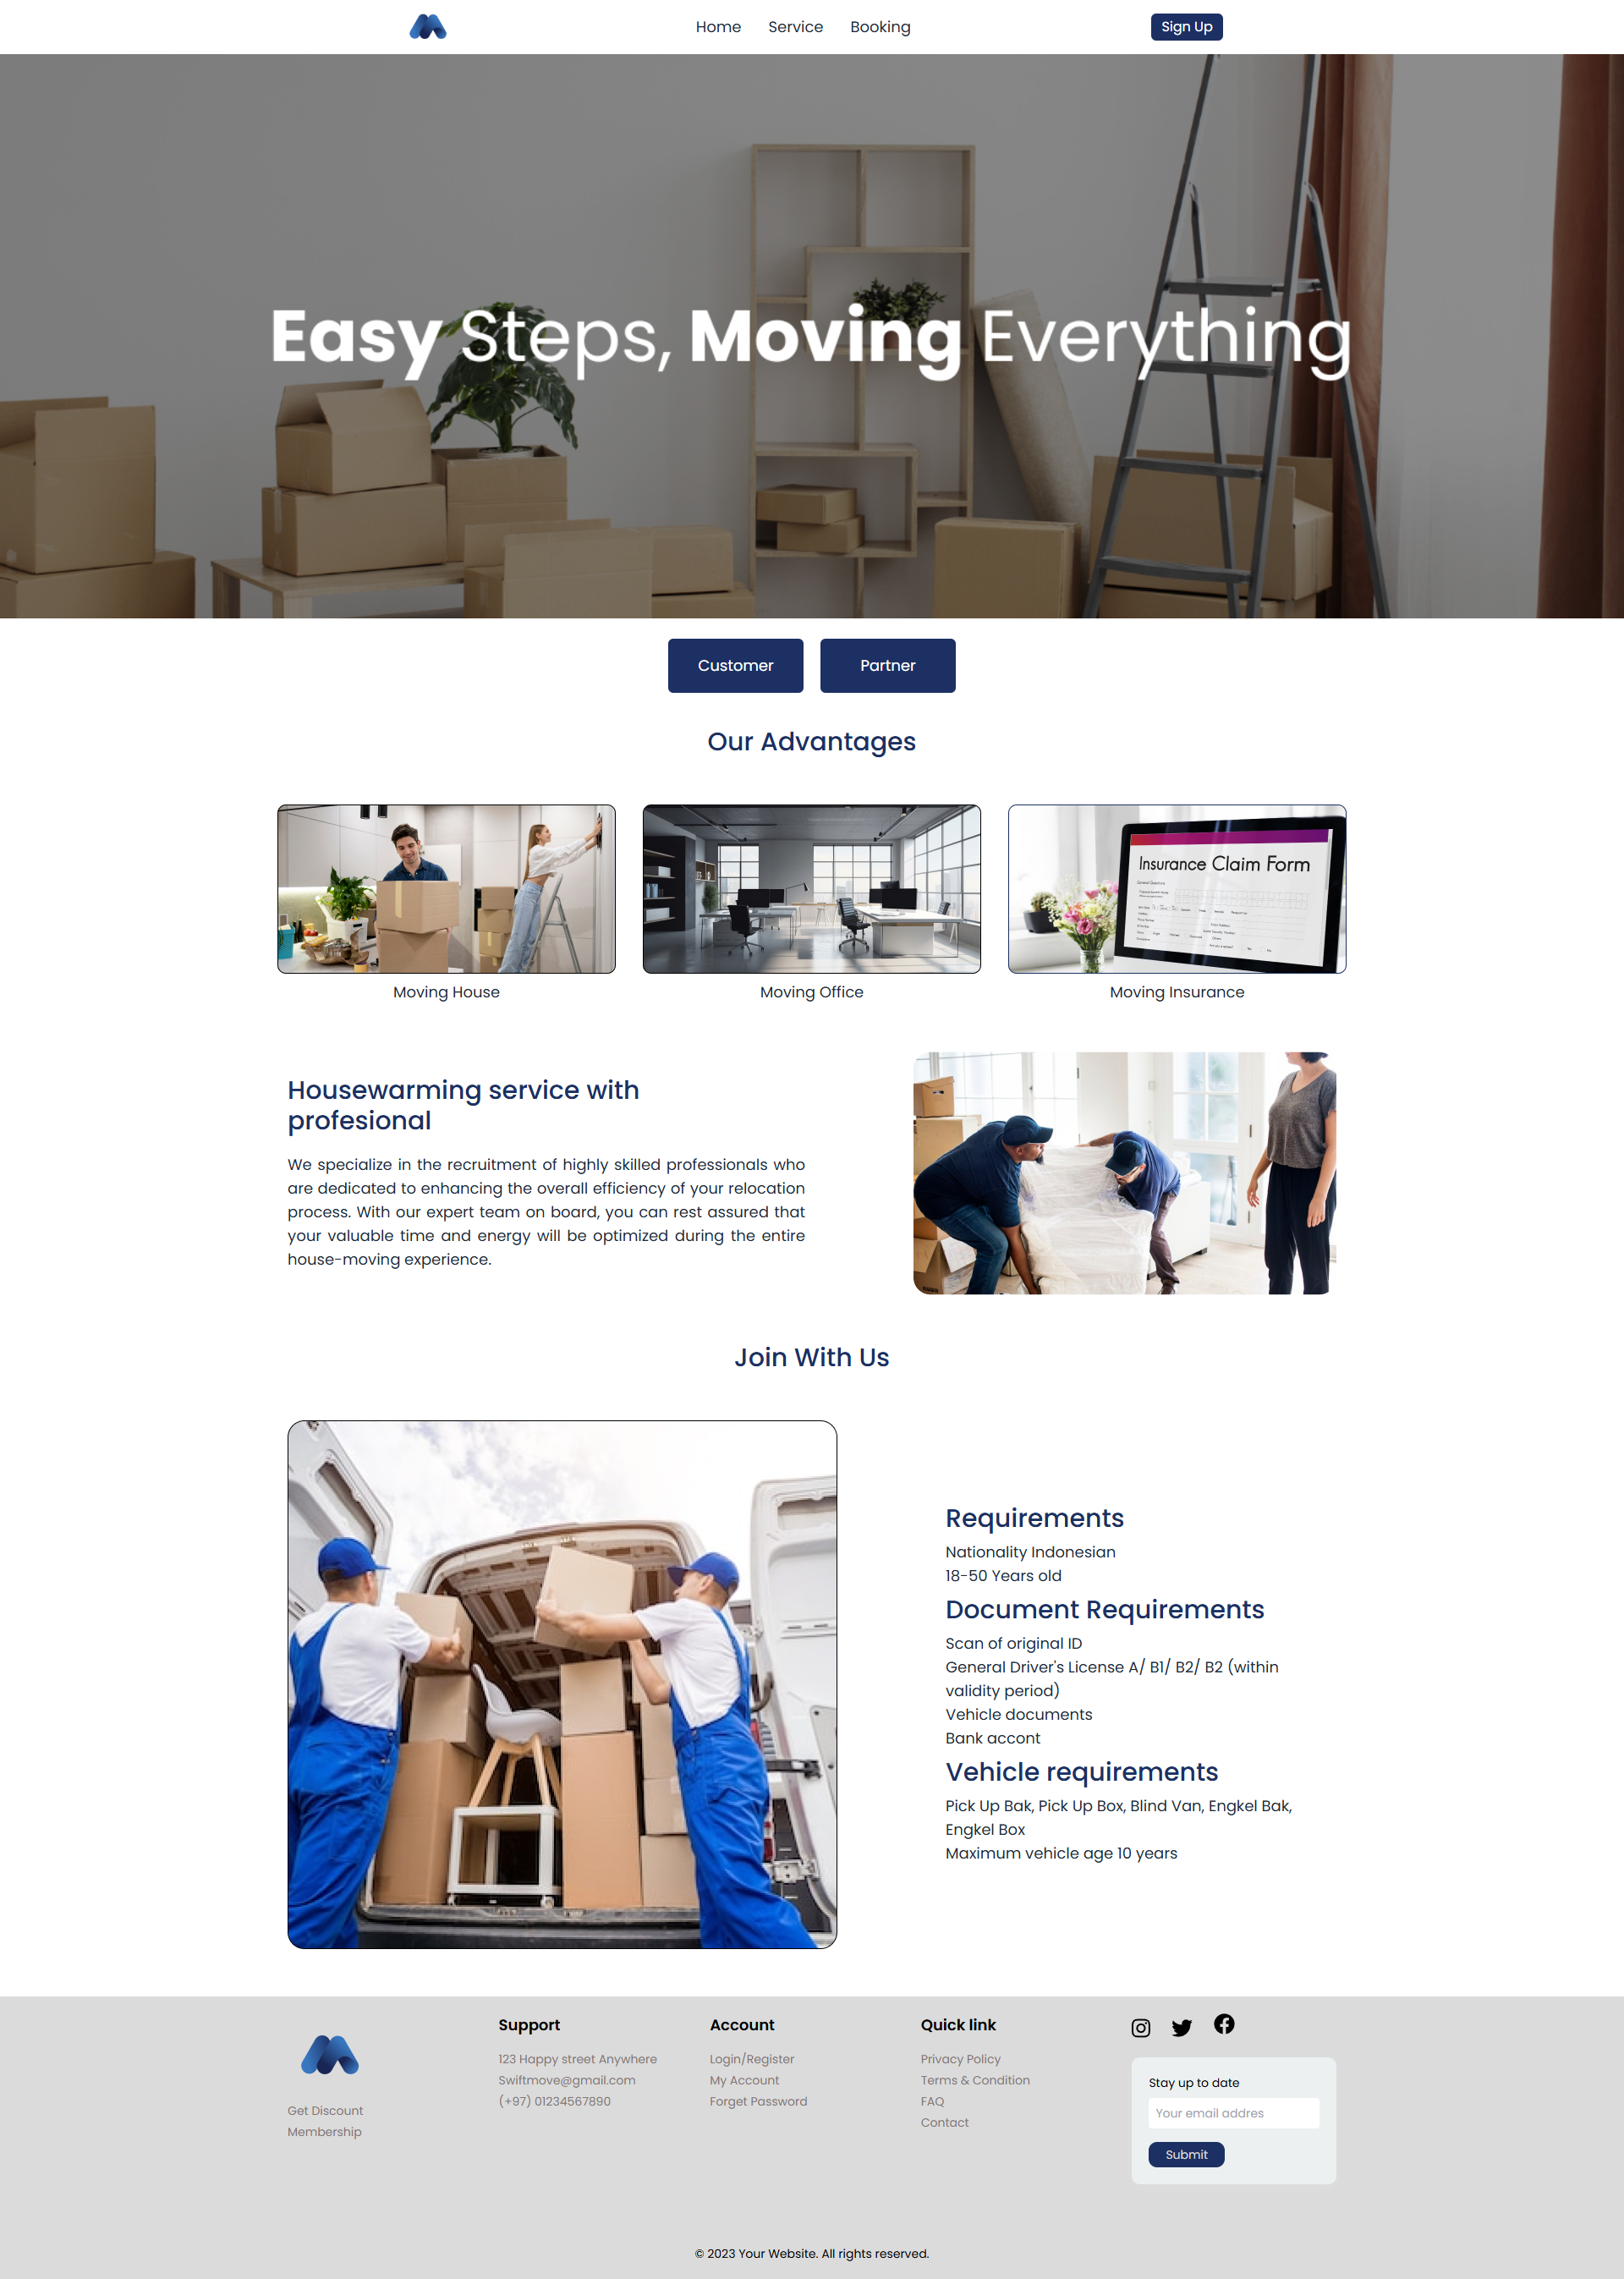 Home Service Booking Sign Up
Easy Steps, Moving Everything
Customer Partner
Our Advantages
Insurance Claim Form
Moving House Moving Office Moving Insurance
Housewarming service with
profesional
We specialize in the recruitment of highly skilled professionals who
are dedicated to enhancing the overall efficiency of your relocation
process. With our expert team on board, you can rest assured that
your valuable time and energy will be optimized during the entire
house-moving experience.
Join With Us
Requirements
Nationality Indonesian
18-50 Years old
Document Requirements
Scan of original ID
General Driver's License A/ B1/ B2/ B2 (within
validity period)
Vehicle documents
Bank accont
Vehicle requirements
Pick Up Bak, Pick Up Box, Blind Van, Engkel Bak,
Engkel Box
Maximum vehicle age 10 years
Get Discount
Membership
Support
123 Happy street Anywhere
Swiftmove@gmail.com
(+97) 01234567890
Account
Login/Register
My Account
Forget Password
Quick link
Privacy Policy
Terms & Condition
FAQ
Contact
Stay up to date
Your email addres
Submit
© 2023 Your Website. All rights reserved.